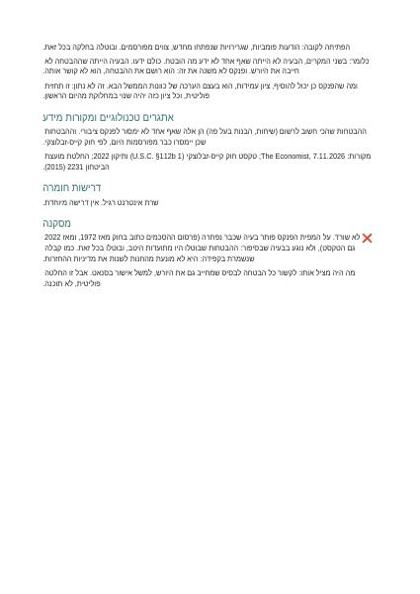 הפתיחה לקובה: הודעות פומביות, שגרירויות שנפתחו מחדש, צווים מפורסמים. ובוטלה בחלקה בכל זאת.
כלומר: בשני המקרים, הבעיה לא הייתה שאף אחד לא ידע מה הובטח. כולם ידעו. הבעיה הייתה שההבטחה לא
חייבה את היורש. ופנקס לא משנה את זה: הוא רושם את ההבטחה, הוא לא קושר אותה.
ומה שהפנקס כן יכול להוסיף, ציון עמידות, הוא בעצם הערכה של כוונות הממשל הבא. זה לא נתון: זו תחזית
פוליטית, וכל ציון כזה יהיה שנוי במחלוקת מהיום הראשון.
אתגרים טכנולוגיים ומקורות מידע
ההבטחות שהכי חשוב לרשום (שיחות, הבנות בעל פה) הן אלה שאף אחד לא ימסור לפנקס ציבורי. וההבטחות
שכן יימסרו כבר מפורסמות היום, לפי חוק קייס-זבלוצקי.
מקורות: The Economist, 7.11.2026; טקסט חוק קייס-זבלוצקי (1 U.S.C. §112b) ותיקון 2022; החלטת מועצת
הביטחון 2231 (2015).
דרישות חומרה
שרת אינטרנט רגיל. אין דרישה מיוחדת.
מסקנה
❌ לא שורד. על המפית הפנקס פותר בעיה שכבר נפתרה (פרסום ההסכמים כתוב בחוק מאז 1972, ומאז 2022
גם הטקסט), ולא נוגע בבעיה שבסיפור: ההבטחות שבוטלו היו מתועדות היטב, ובוטלו בכל זאת. כמו קבלה
שנשמרת בקפידה: היא לא מונעת מהחנות לשנות את מדיניות ההחזרות.
מה היה מציל אותו: לקשור כל הבטחה לבסיס שמחייב גם את היורש, למשל אישור בסנאט. אבל זו החלטה
פוליטית, לא תוכנה.